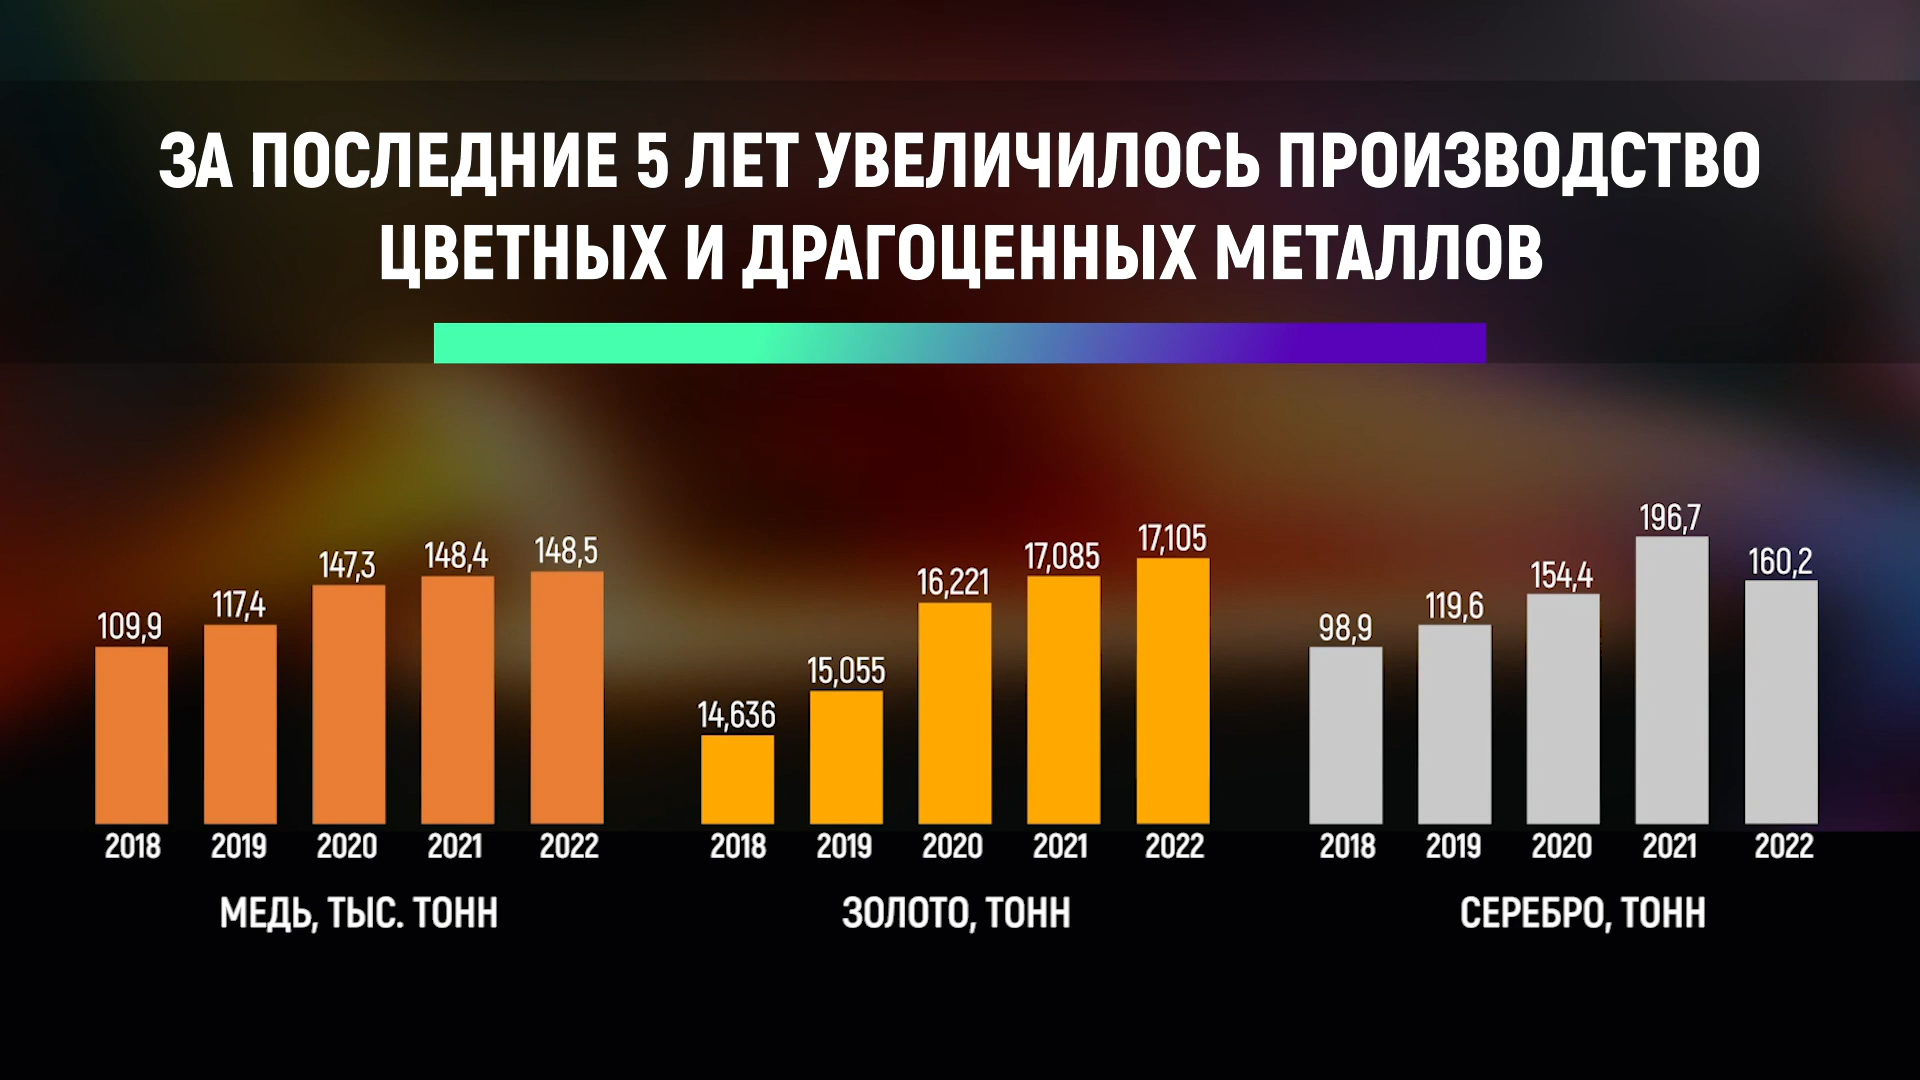 ЗА ПОСЛЕДНИЕ 5 ЛЕТ УВЕЛИЧИЛОСЬ ПРОИЗВОДСТВО
ЦВЕТНЫХ И ДРАГОЦЕННЫХ МЕТАЛЛОВ
109,9 117,4 147,3 148,4 148,5
2018 2019 2020 2021 2022
МЕДЬ, ТЫС. ТОНН
14,636 15,055 16,221 17,085 17,105
2018 2019 2020 2021 2022
ЗОЛОТО, ТОНН
98,9 119,6 154,4 196,7 160,2
2018 2019 2020 2021 2022
СЕРЕБРО, ТОНН